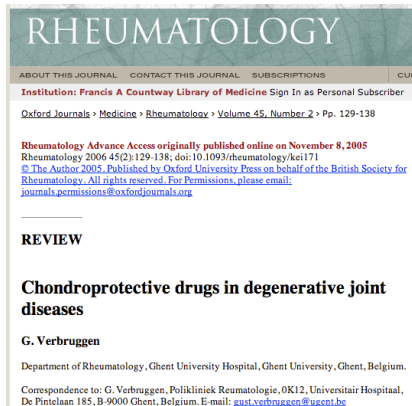 RHEUMATOLOGY
ABOUT THIS JOURNAL CONTACT THIS JOURNAL SUBSCRIPTIONS CU
Institution: Francis A Countway Library of Medicine Sign In as Personal Subscriber
Oxford Journals > Medicine > Rheumatology > Volume 45, Number 2 > Pp. 129-138
Rheumatology Advance Access originally published online on November 8, 2005
Rheumatology 2006 45(2):129-138; doi:10.1093/rheumatology/kei171
© The Author 2005. Published by Oxford University Press on behalf of the British Society for
Rheumatology. All rights reserved. For Permissions, please email:
journals.permissions@oxfordjournals.org
REVIEW
Chondroprotective drugs in degenerative joint
diseases
G. Verbruggen
Department of Rheumatology, Ghent University Hospital, Ghent University, Ghent, Belgium.
Correspondence to: G. Verbruggen, Polikliniek Reumatologie, 0K12, Universitair Hospitaal,
De Pintelaan 185, B-9000 Ghent, Belgium. E-mail: gust.verbruggen@ugent.be